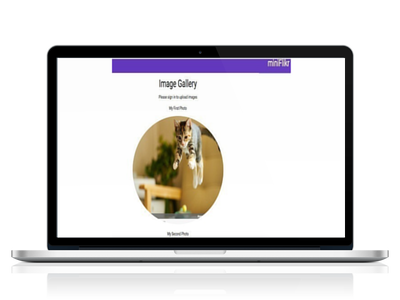 miniFlikr
Image Gallery
Please sign in to upload images
My First Photo
My Second Photo